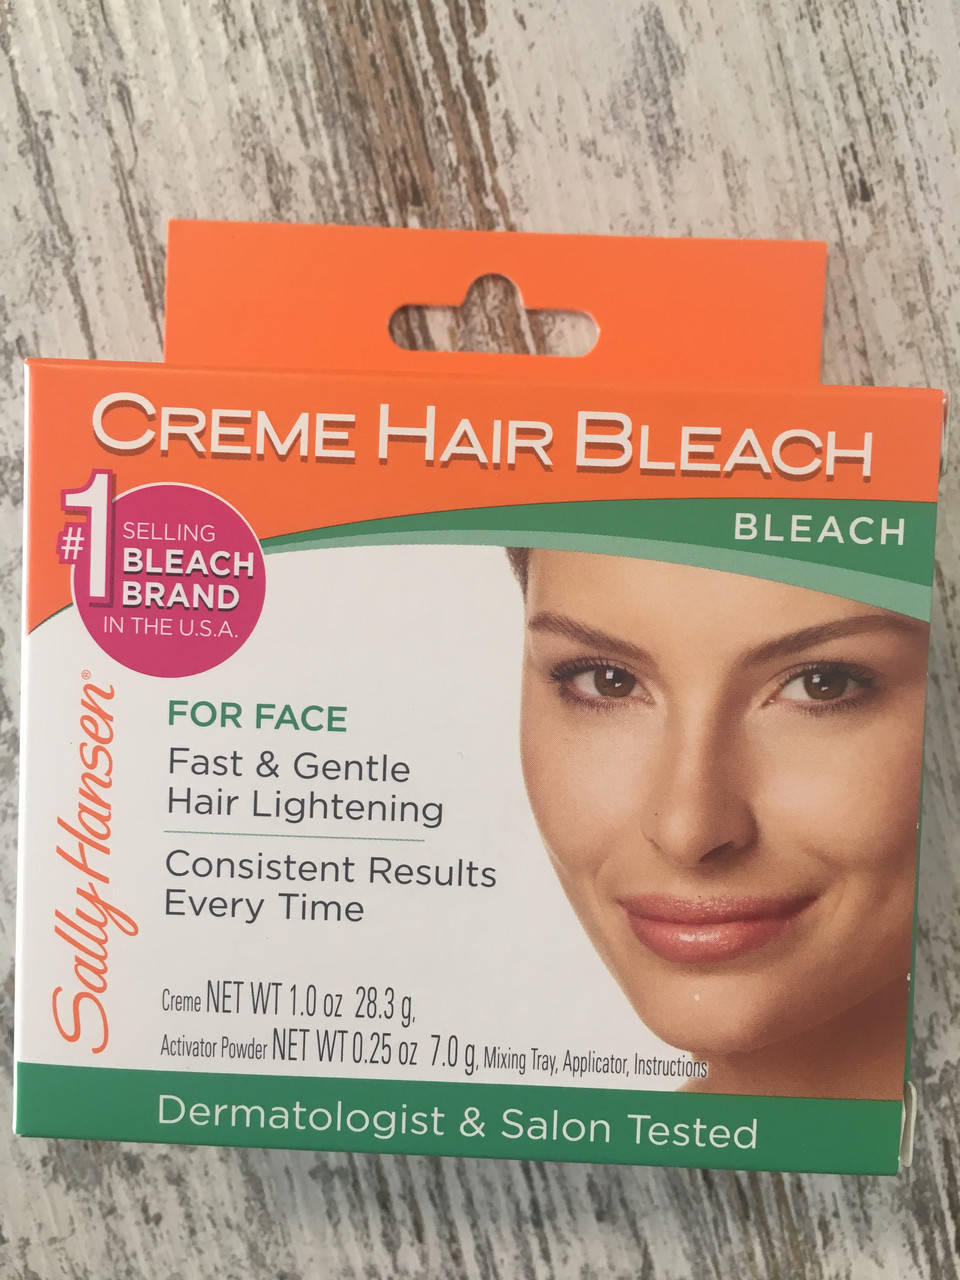 CREME HAIR BLEACH
BLEACH
#1
SELLING
BLEACH
BRAND
IN THE U.S.A.
Sally Hansen®
FOR FACE
Fast & Gentle
Hair Lightening
Consistent Results
Every Time
Creme NET WT 1.0 oz 28.3 g,
Activator Powder NET WT 0.25 oz 7.0 g, Mixing Tray, Applicator, Instructions
Dermatologist & Salon Tested